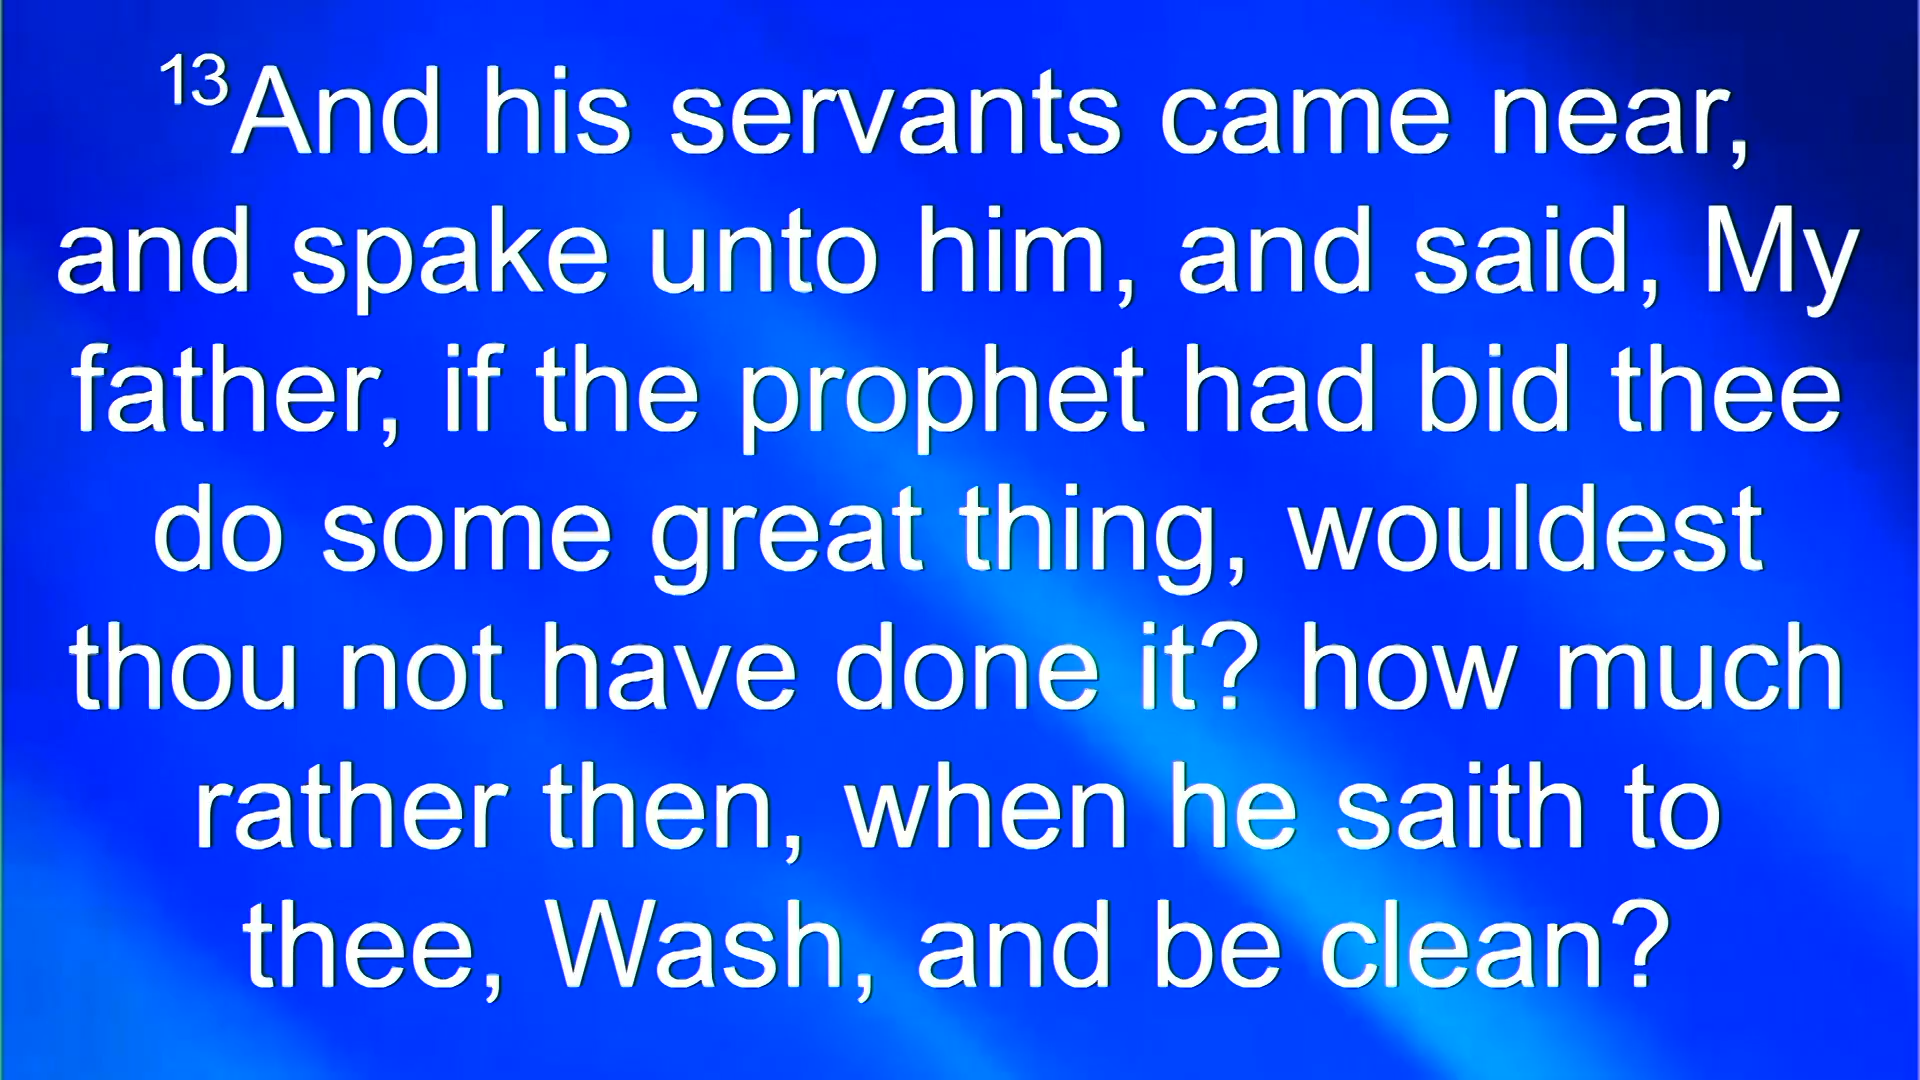 13And his servants came near,
and spake unto him, and said, My
father, if the prophet had bid thee
do some great thing, wouldest
thou not have done it? how much
rather then, when he saith to
thee, Wash, and be clean?